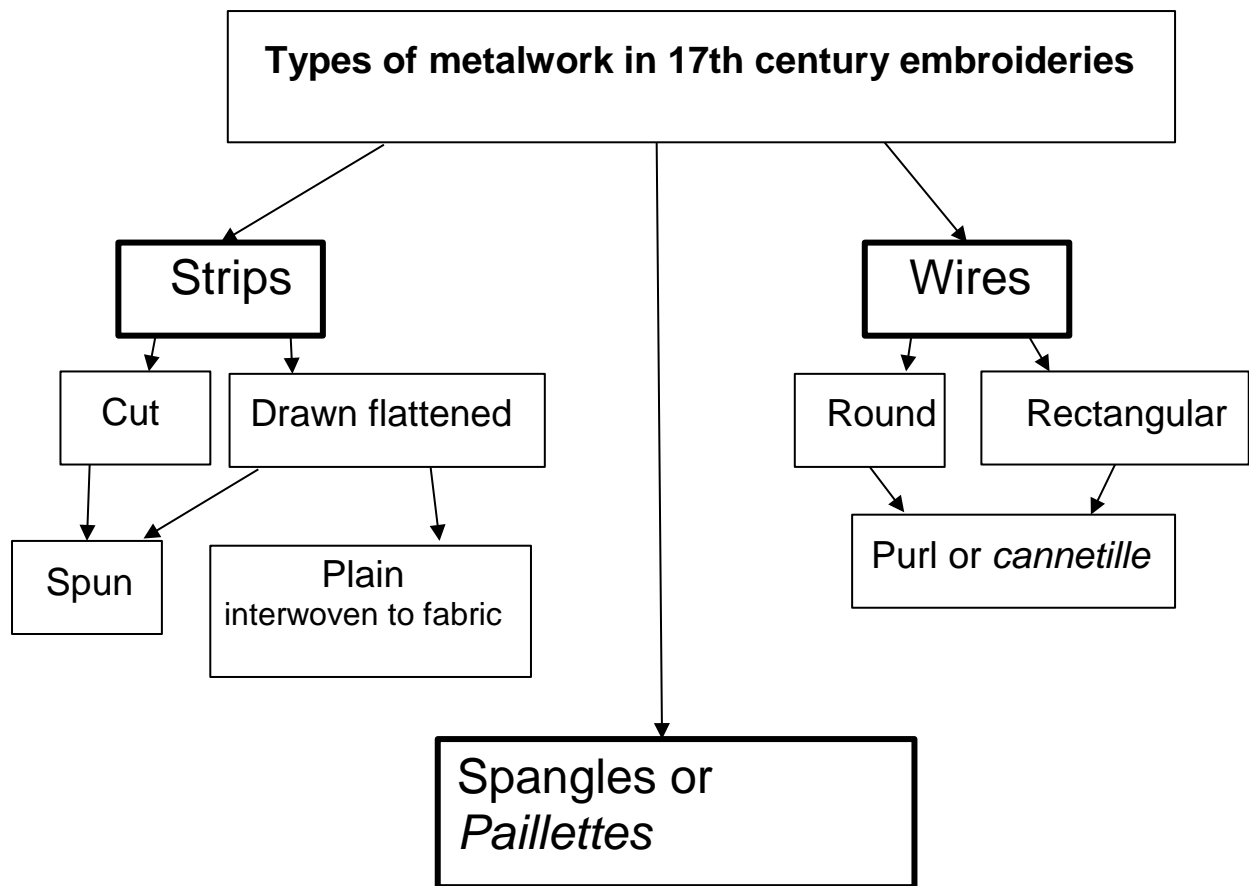 Types of metalwork in 17th century embroideries
Strips
Wires
Cut
Drawn flattened
Round
Rectangular
Spun
Plain
interwoven to fabric
Purl or cannetille
Spangles or
Paillettes